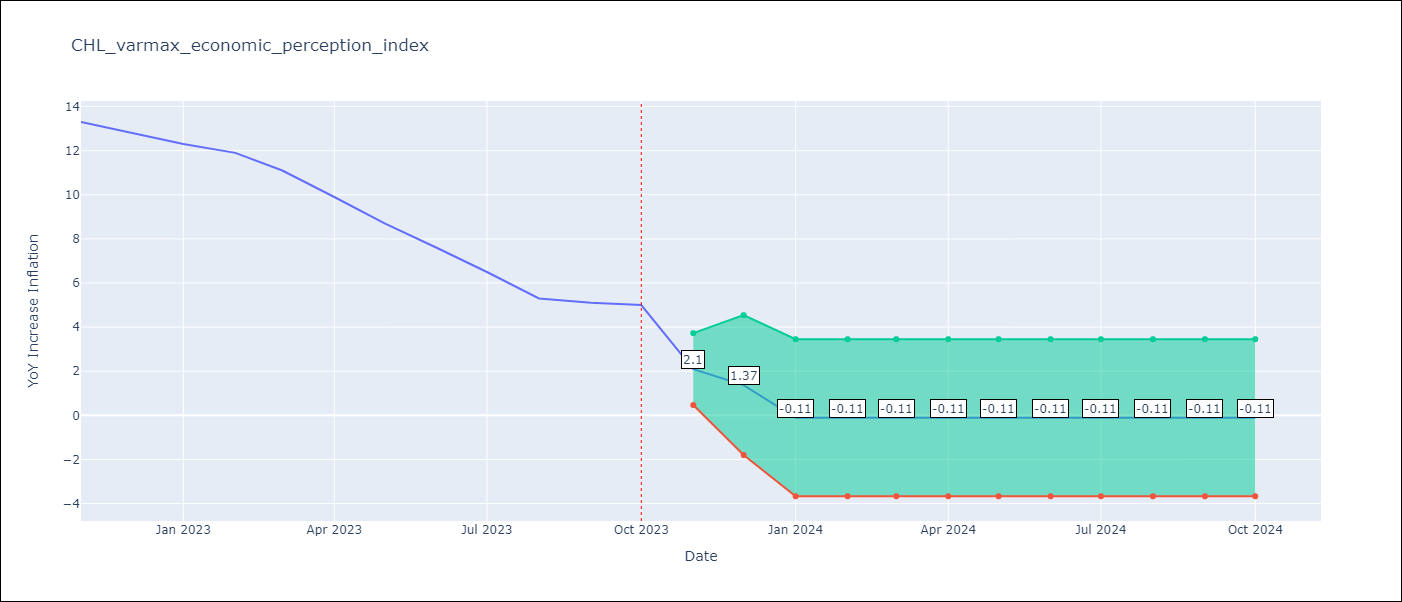 CHL_varmax_economic_perception_index
14
12
10
8
6
4
2
0
−2
−4
YoY Increase Inflation
2.1
1.37
-0.11 -0.11 -0.11 -0.11 -0.11 -0.11 -0.11 -0.11 -0.11 -0.11
Jan 2023 Apr 2023 Jul 2023 Oct 2023 Jan 2024 Apr 2024 Jul 2024 Oct 2024
Date